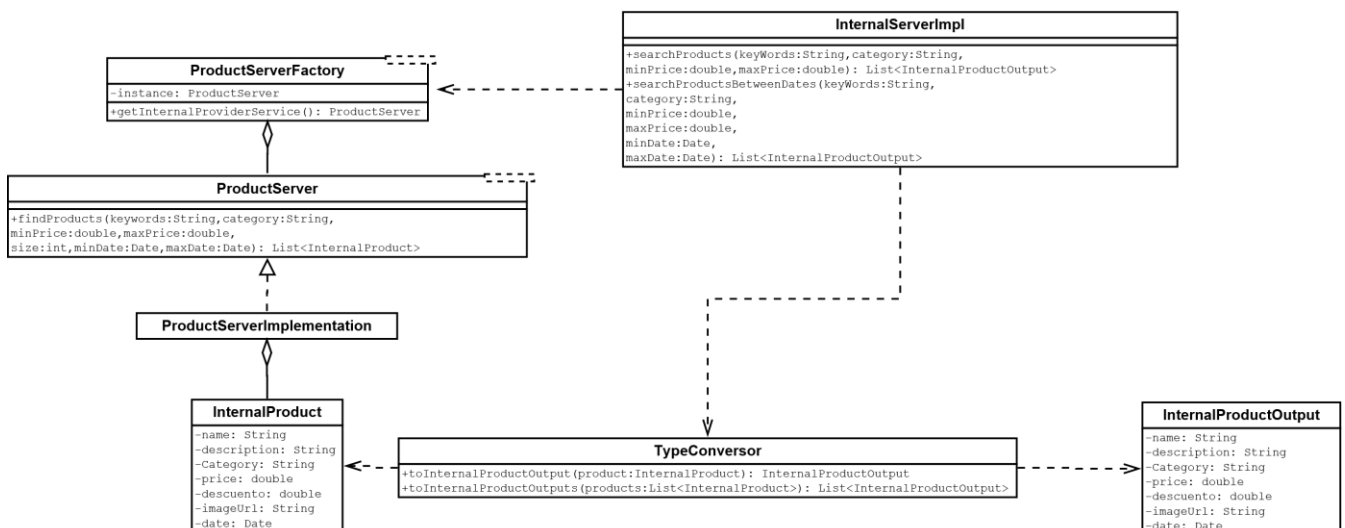 InternalServerImpl
+searchProducts(keyWords:String,category:String,
minPrice:double,maxPrice:double): List<InternalProductOutput>
+searchProductsBetweenDates(keyWords:String,
category:String,
minPrice:double,
maxPrice:double,
minDate:Date,
maxDate:Date): List<InternalProductOutput>
ProductServerFactory
-instance: ProductServer
+getInternalProviderService(): ProductServer
ProductServer
+findProducts(keywords:String,category:String,
minPrice:double,maxPrice:double,
size:int,minDate:Date,maxDate:Date): List<InternalProduct>
ProductServerImplementation
InternalProduct
-name: String
-description: String
-Category: String
-price: double
-descuento: double
-imageUrl: String
-date: Date
TypeConversor
+toInternalProductOutput(product:InternalProduct): InternalProductOutput
+toInternalProductOutputs(products:List<InternalProduct>): List<InternalProductOutput>
InternalProductOutput
-name: String
-description: String
-Category: String
-price: double
-descuento: double
-imageUrl: String
-date: Date